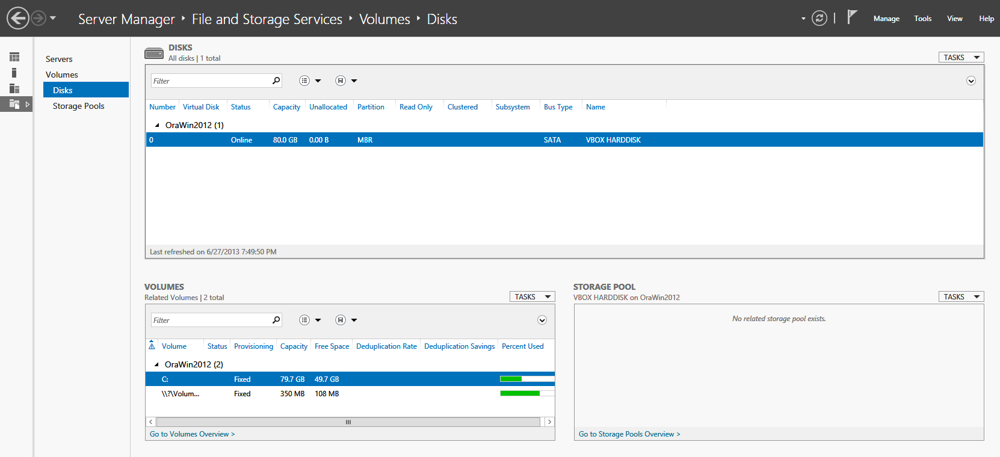 Server Manager ‣ File and Storage Services ‣ Volumes ‣ Disks
Manage Tools View Help
Servers
Volumes
Disks
Storage Pools
DISKS
All disks | 1 total
TASKS
Filter
Number Virtual Disk Status Capacity Unallocated Partition Read Only Clustered Subsystem Bus Type Name
OraWin2012 (1)
0 Online 80.0 GB 0.00 B MBR SATA VBOX HARDDISK
Last refreshed on 6/27/2013 7:49:50 PM
VOLUMES
Related Volumes | 2 total
TASKS
Filter
Volume Status Provisioning Capacity Free Space Deduplication Rate Deduplication Savings Percent Used
OraWin2012 (2)
C: Fixed 79.7 GB 49.7 GB
\\?\Volum... Fixed 350 MB 108 MB
Go to Volumes Overview >
STORAGE POOL
VBOX HARDDISK on OraWin2012
TASKS
No related storage pool exists.
Go to Storage Pools Overview >